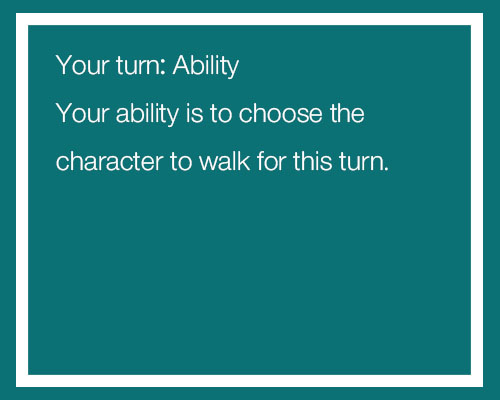 Your turn: Ability
Your ability is to choose the
character to walk for this turn.